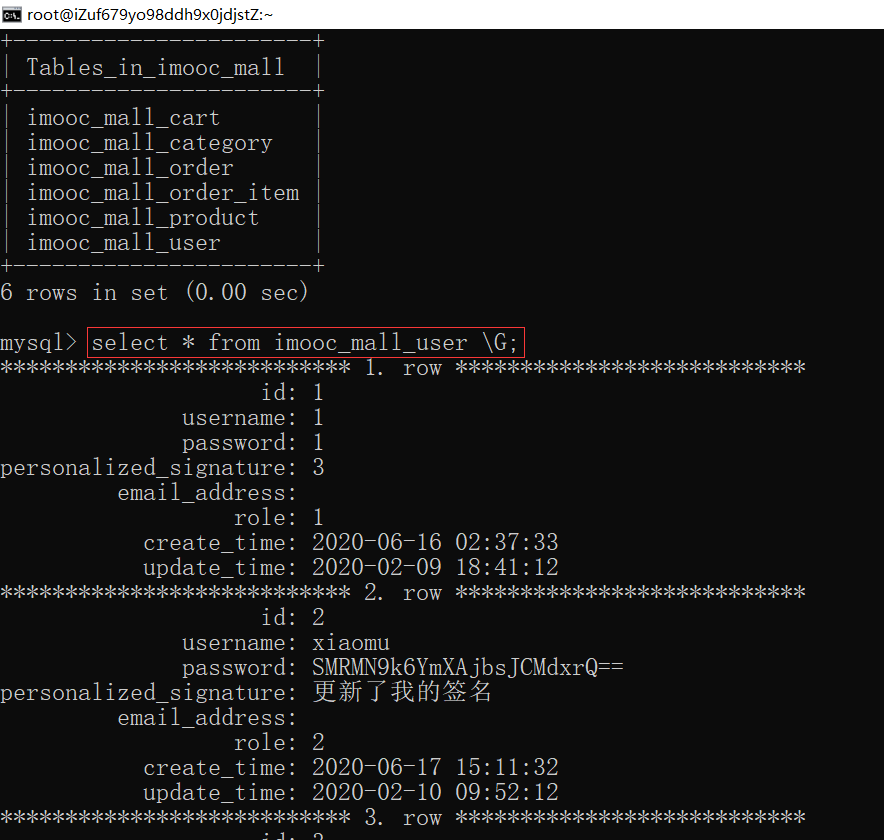 root@iZuf679yo98ddh9x0jdjstZ:~
+-----------------------+
| Tables_in_imooc_mall  |
+-----------------------+
| imooc_mall_cart       |
| imooc_mall_category   |
| imooc_mall_order      |
| imooc_mall_order_item |
| imooc_mall_product    |
| imooc_mall_user       |
+-----------------------+
6 rows in set (0.00 sec)
mysql> select * from imooc_mall_user \G;
*************************** 1. row ***************************
id: 1
username: 1
password: 1
personalized_signature: 3
email_address:
role: 1
create_time: 2020-06-16 02:37:33
update_time: 2020-02-09 18:41:12
*************************** 2. row ***************************
id: 2
username: xiaomu
password: SMRMN9k6YmXAjbsJCMdxrQ==
personalized_signature: 更新了我的签名
email_address:
role: 2
create_time: 2020-06-17 15:11:32
update_time: 2020-02-10 09:52:12
*************************** 3. row ***************************